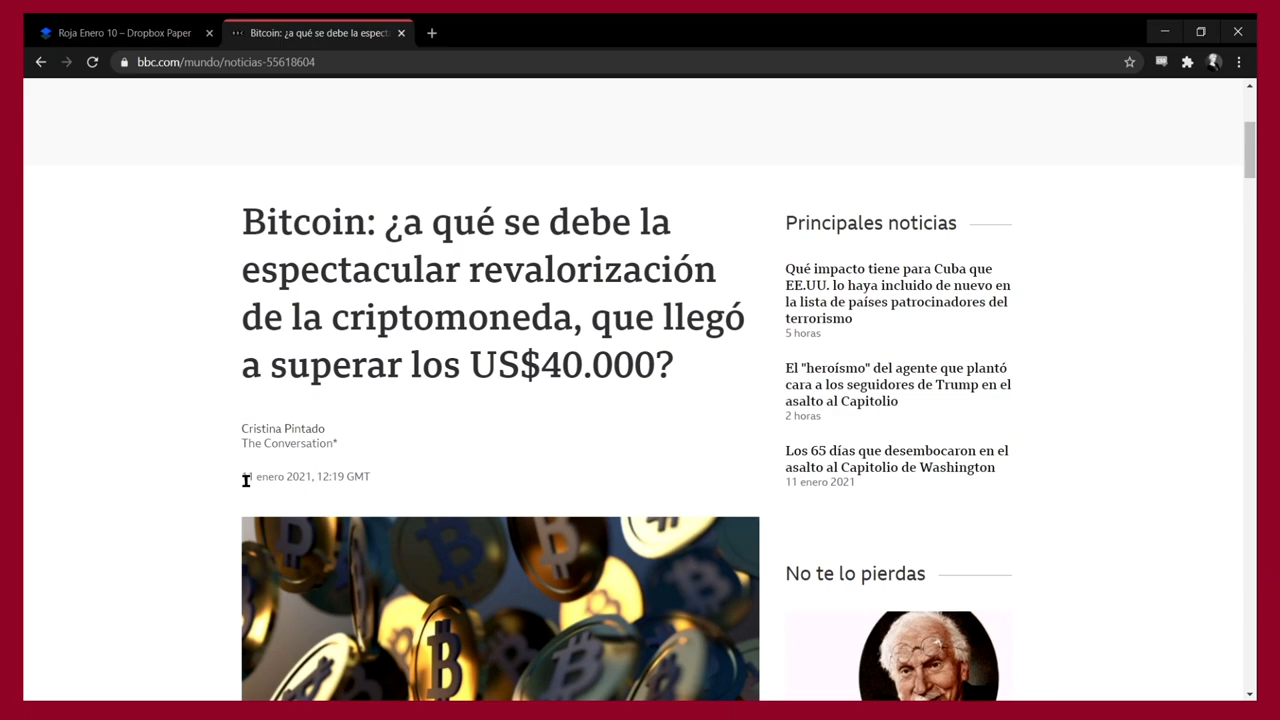 Roja Enero 10 – Dropbox Paper
Bitcoin: ¿a qué se debe la espect
bbc.com/mundo/noticias-55618604
Bitcoin: ¿a qué se debe la
espectacular revalorización
de la criptomoneda, que llegó
a superar los US$40.000?
Cristina Pintado
The Conversation*
enero 2021, 12:19 GMT
Principales noticias
Qué impacto tiene para Cuba que
EE.UU. lo haya incluido de nuevo en
la lista de países patrocinadores del
terrorismo
5 horas
El "heroísmo" del agente que plantó
cara a los seguidores de Trump en el
asalto al Capitolio
2 horas
Los 65 días que desembocaron en el
asalto al Capitolio de Washington
11 enero 2021
No te lo pierdas